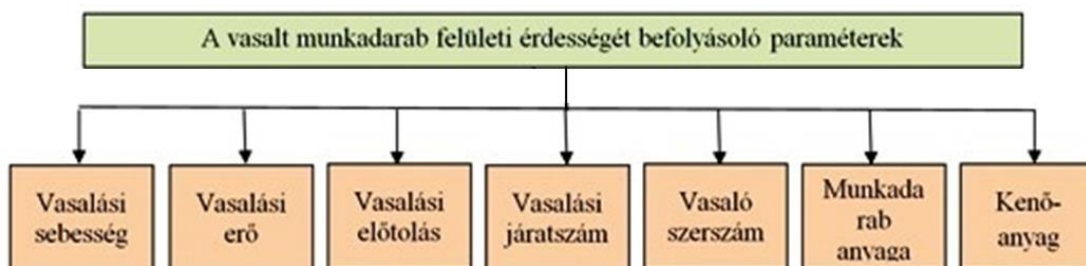 A vasalt munkadarab felületi érdességét befolyásoló paraméterek
Vasalási
sebesség
Vasalási
erő
Vasalási
előtolás
Vasalási
járatszám
Vasaló
szerszám
Munkada
rab
anyaga
Kenő-
anyag